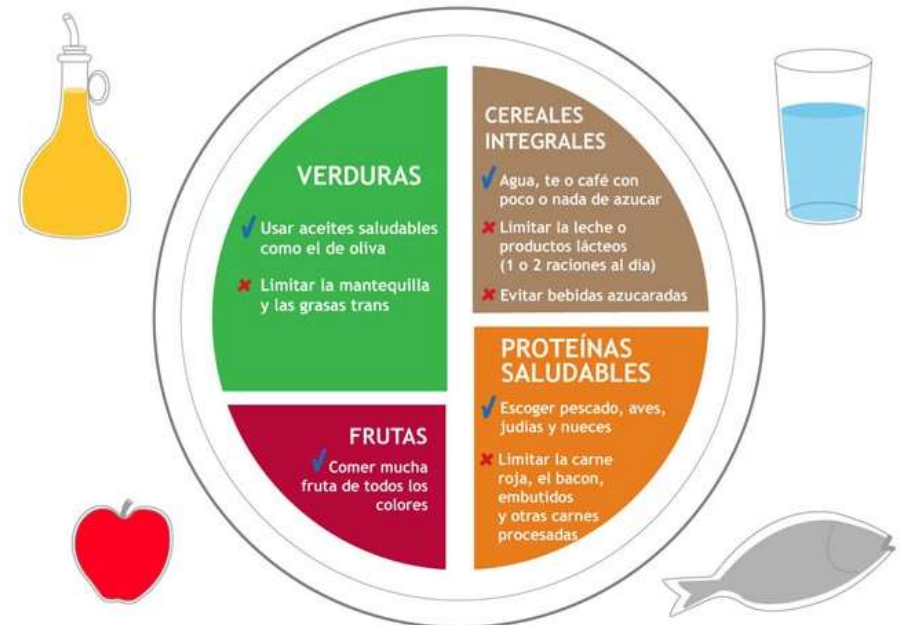 VERDURAS
✔ Usar aceites saludables
como el de oliva
✘ Limitar la mantequilla
y las grasas trans
CEREALES
INTEGRALES
✔ Agua, te o café con
poco o nada de azucar
✘ Limitar la leche o
productos lácteos
(1 o 2 raciones al día)
✘ Evitar bebidas azucaradas
FRUTAS
✔ Comer mucha
fruta de todos los
colores
PROTEÍNAS
SALUDABLES
✔ Escoger pescado, aves,
judías y nueces
✘ Limitar la carne
roja, el bacon,
embutidos
y otras carnes
procesadas